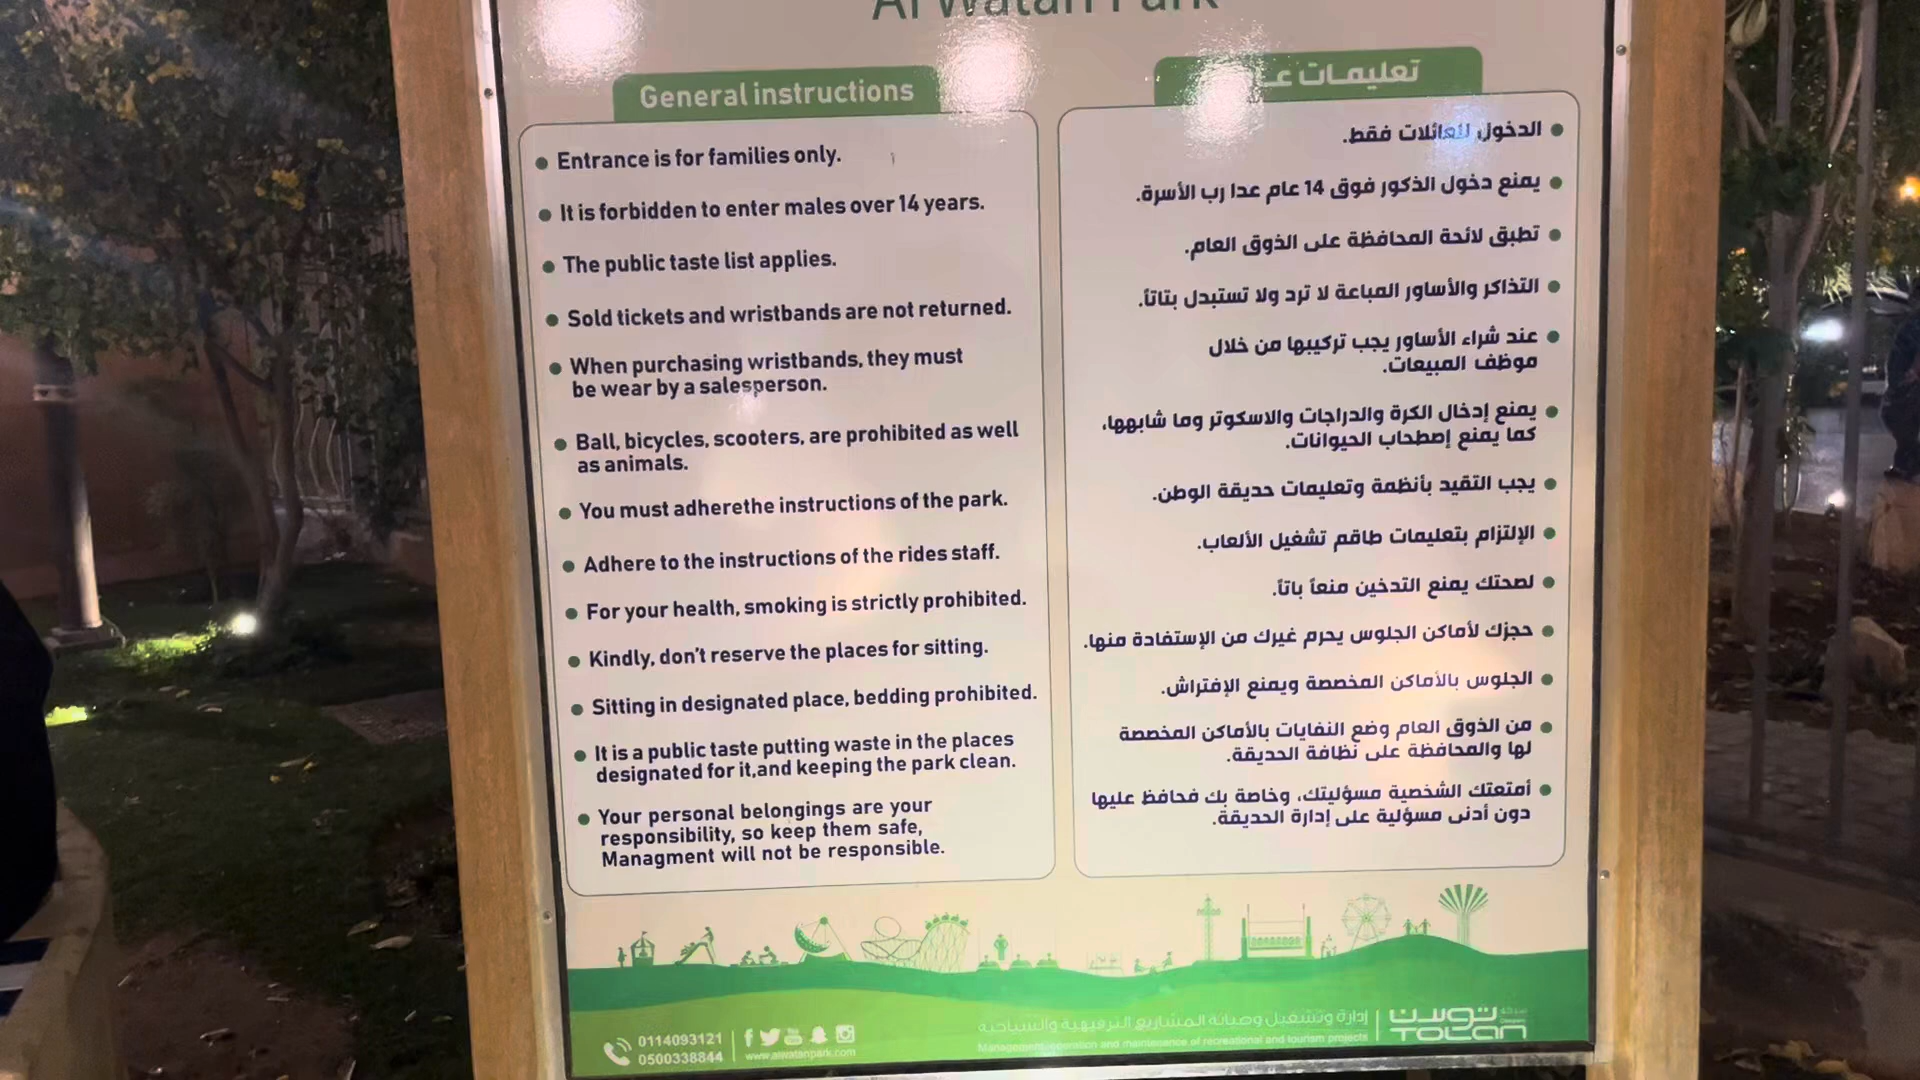 Al Watan Park
General instructions
Entrance is for families only.
It is forbidden to enter males over 14 years.
The public taste list applies.
Sold tickets and wristbands are not returned.
When purchasing wristbands, they must
be wear by a salesperson.
Ball, bicycles, scooters, are prohibited as well
as animals.
You must adherethe instructions of the park.
Adhere to the instructions of the rides staff.
For your health, smoking is strictly prohibited.
Kindly, don't reserve the places for sitting.
Sitting in designated place, bedding prohibited.
It is a public taste putting waste in the places
designated for it,and keeping the park clean.
Your personal belongings are your
responsibility, so keep them safe,
Managment will not be responsible.
تعليمات
الدخول للعائلات فقط.
يمنع دخول الذكور فوق 14 عام عدا رب الأسرة.
تطبق لائحة المحافظة على الذوق العام.
التذاكر والأساور المباعة لا ترد ولا تستبدل بتاتاً.
عند شراء الأساور يجب تركيبها من خلال
موظف المبيعات.
يمنع إدخال الكرة والدراجات والاسكوتر وما شابهها،
كما يمنع إصطحاب الحيوانات.
يجب التقيد بأنظمة وتعليمات حديقة الوطن.
الإلتزام بتعليمات طاقم تشغيل الألعاب.
لصحتك يمنع التدخين منعاً باتاً.
حجزك لأماكن الجلوس يحرم غيرك من الإستفادة منها.
الجلوس بالأماكن المخصصة ويمنع الإفتراش.
من الذوق العام وضع النفايات بالأماكن المخصصة
لها والمحافظة على نظافة الحديقة.
أمتعتك الشخصية مسؤليتك، وخاصة بك فحافظ عليها
دون أدنى مسؤلية على إدارة الحديقة.
0114093121
0500338844
www.alwatanpark.com
إدارة وتشغيل وصيانة المشاريع الترفيهية والسياحية
Management, operation and maintenance of recreational and tourism projects
شركة تولان
Company TOLAN